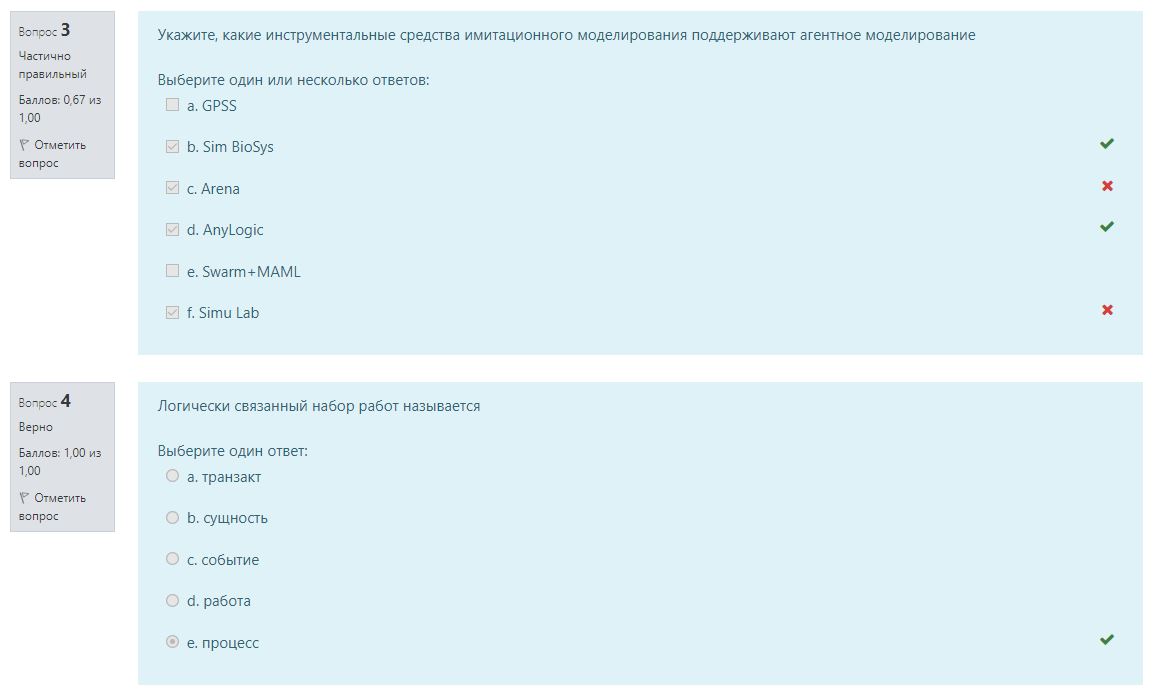 Вопрос 3
Частично
правильный
Баллов: 0,67 из
1,00
Отметить
вопрос
Укажите, какие инструментальные средства имитационного моделирования поддерживают агентное моделирование
Выберите один или несколько ответов:
a. GPSS
b. Sim BioSys
c. Arena
d. AnyLogic
e. Swarm+MAML
f. Simu Lab
Вопрос 4
Верно
Баллов: 1,00 из
1,00
Отметить
вопрос
Логически связанный набор работ называется
Выберите один ответ:
a. транзакт
b. сущность
c. событие
d. работа
e. процесс